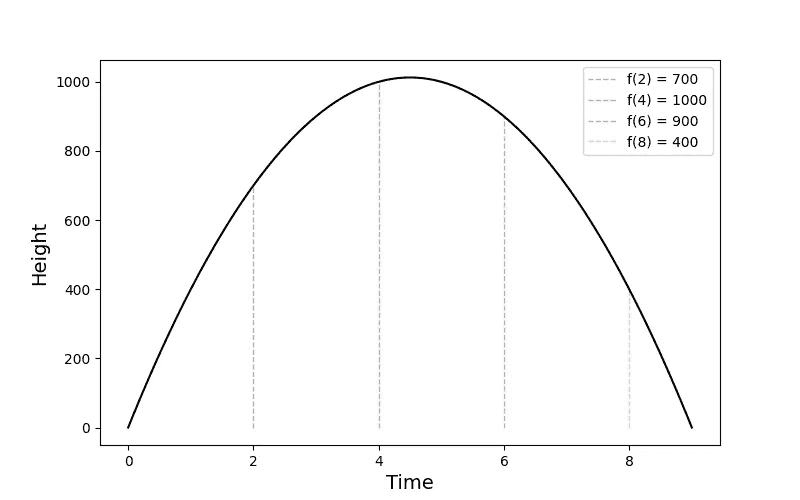 f(2) = 700
f(4) = 1000
f(6) = 900
f(8) = 400
1000
800
600
400
200
0
Height
0 2 4 6 8
Time